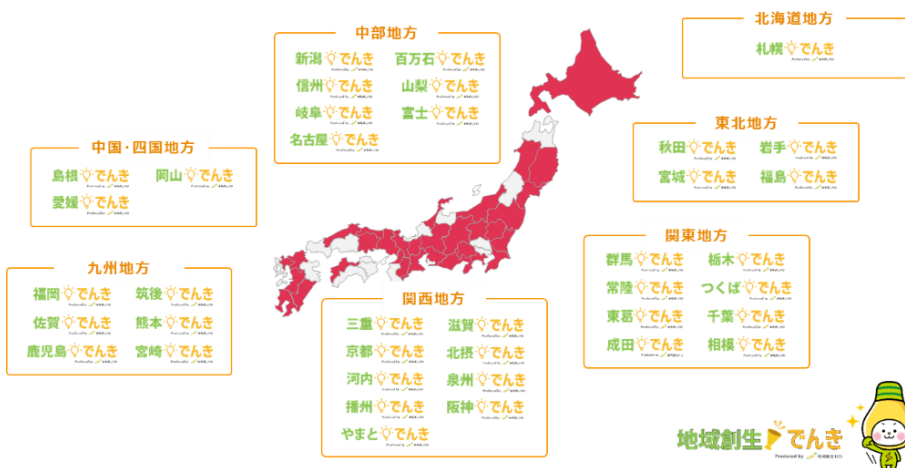 中部地方
新潟でんき 百万石でんき
信州でんき 山梨でんき
岐阜でんき 富士でんき
名古屋でんき
北海道地方
札幌でんき
東北地方
秋田でんき 岩手でんき
宮城でんき 福島でんき
中国・四国地方
島根でんき 岡山でんき
愛媛でんき
関東地方
群馬でんき 栃木でんき
常陸でんき つくばでんき
東葛でんき 千葉でんき
成田でんき 相模でんき
九州地方
福岡でんき 筑後でんき
佐賀でんき 熊本でんき
鹿児島でんき 宮崎でんき
関西地方
三重でんき 滋賀でんき
京都でんき 北摂でんき
河内でんき 泉州でんき
播州でんき 阪神でんき
やまとでんき
地域創生でんき
Produced by